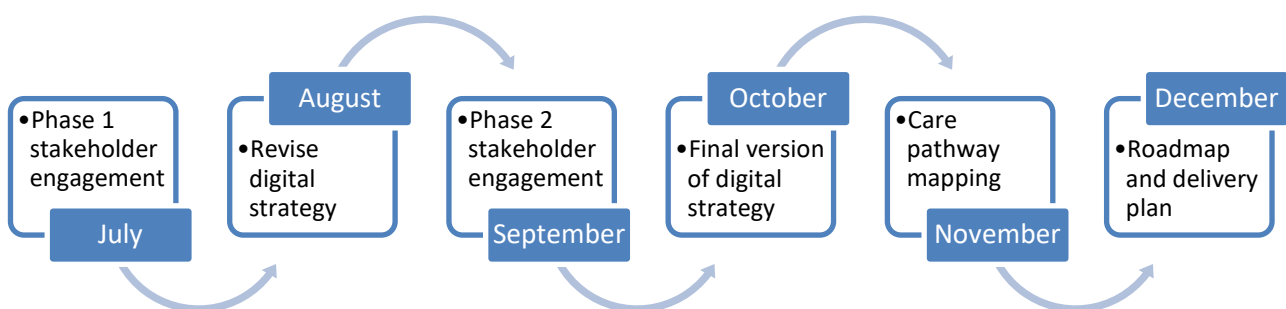 •Phase 1
stakeholder
engagement
July
August
•Revise
digital
strategy
•Phase 2
stakeholder
engagement
September
October
•Final version
of digital
strategy
•Care
pathway
mapping
November
December
•Roadmap
and delivery
plan